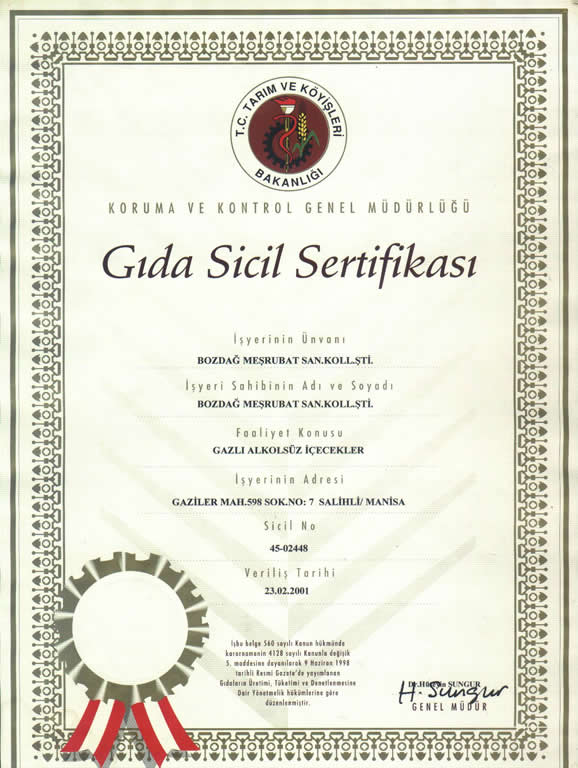 T.C. TARIM VE KÖYİŞLERİ
BAKANLIĞI
KORUMA VE KONTROL GENEL MÜDÜRLÜĞÜ
Gıda Sicil Sertifikası
İşyerinin Ünvanı
BOZDAĞ MEŞRUBAT SAN.KOLL.ŞTİ.
İşyeri Sahibinin Adı ve Soyadı
BOZDAĞ MEŞRUBAT SAN.KOLL.ŞTİ.
Faaliyet Konusu
GAZLI ALKOLSÜZ İÇECEKLER
İşyerinin Adresi
GAZİLER MAH.598 SOK.NO: 7 SALİHLİ/ MANİSA
Sicil No
45-02448
Veriliş Tarihi
23.02.2001
İşbu belge 560 sayılı Kanun hükmünde
kararnamenin 4128 sayılı Kanunla değişik
5. maddesine dayanılarak 9 Haziran 1998
tarihli Resmi Gazete'de yayımlanan
Gıdaların Üretimi, Tüketimi ve Denetlenmesine
Dair Yönetmelik hükümlerine göre
düzenlenmiştir.
SUNGUR
H. Sungur
GENEL MÜDÜR